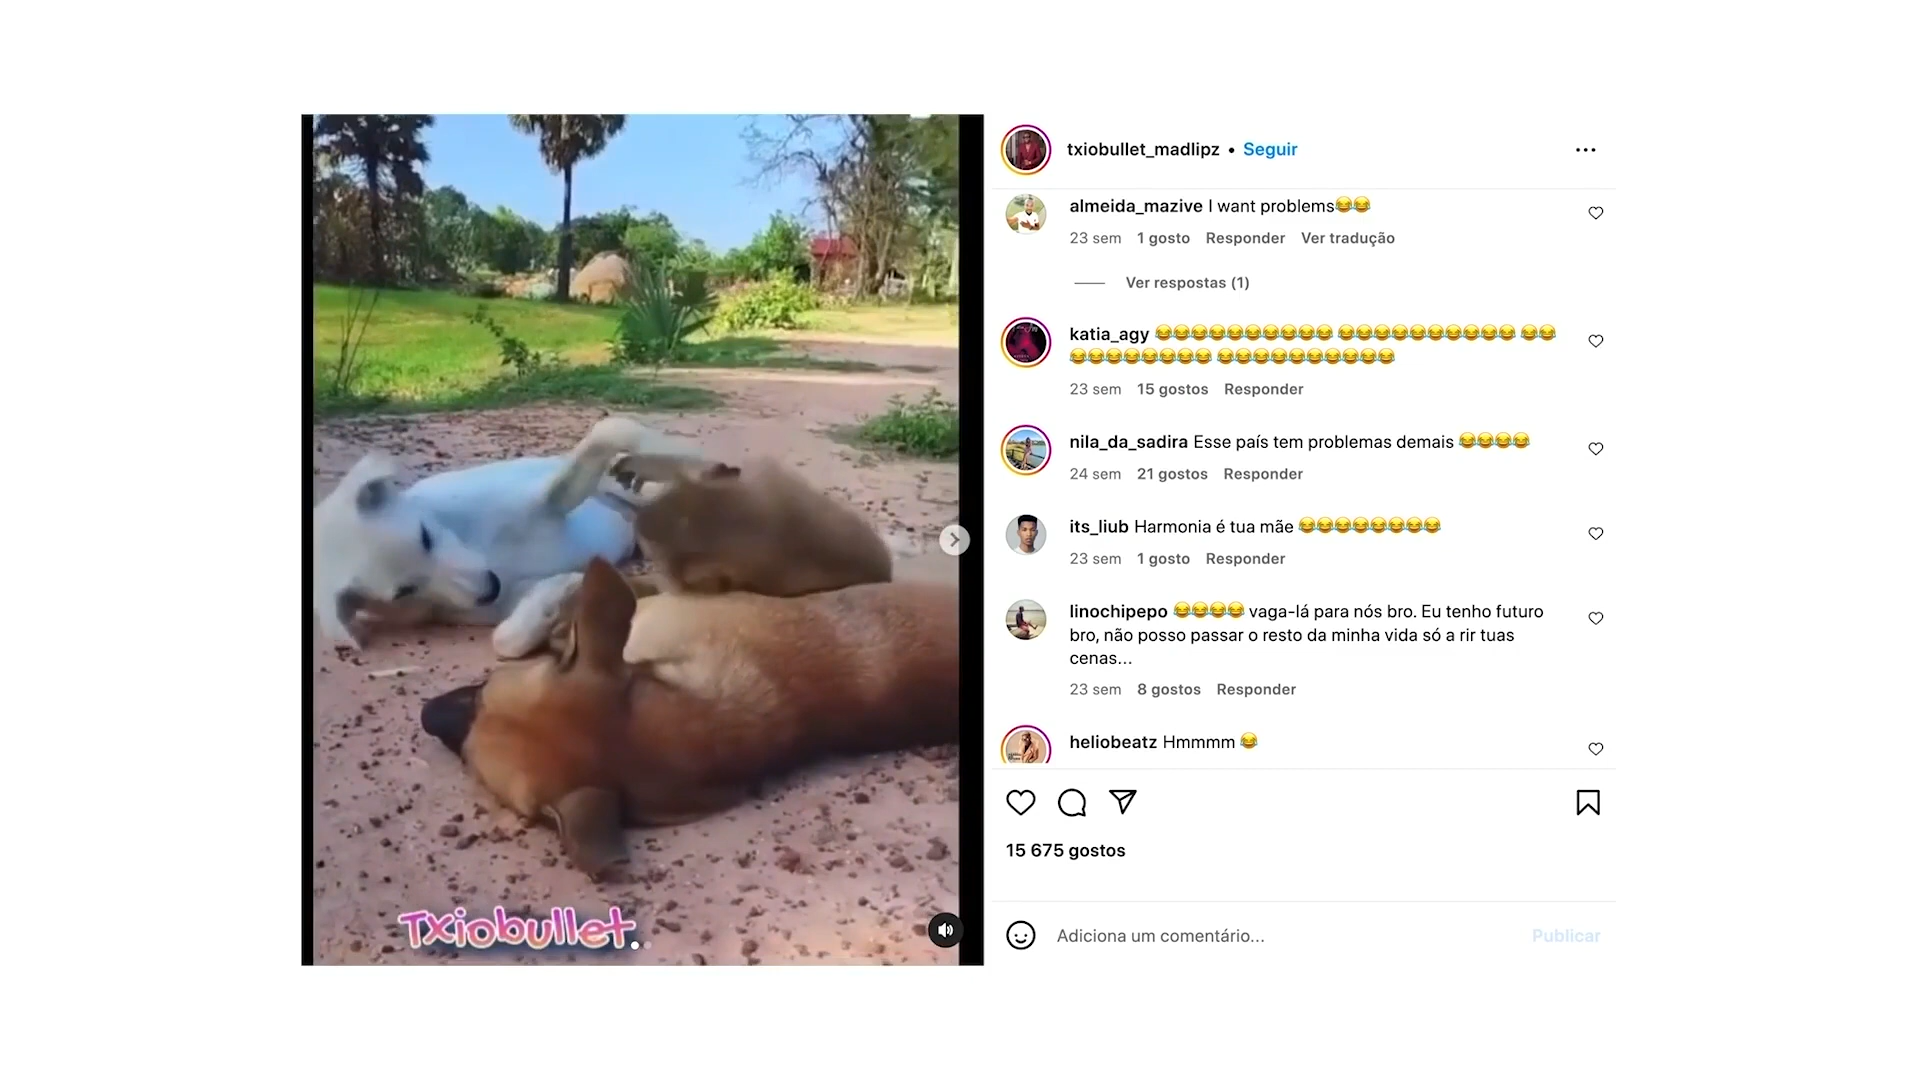 txiobullet_madlipz • Seguir
almeida_mazive I want problems😂😂
23 sem 1 gosto Responder Ver tradução
Ver respostas (1)
katia_agy 😂😂😂😂😂😂😂😂😂😂 😂😂😂😂😂😂😂😂😂😂 😂😂
😂😂😂😂😂😂😂😂 😂😂😂😂😂😂😂😂😂😂
23 sem 15 gostos Responder
nila_da_sadira Esse país tem problemas demais 😂😂😂😂
24 sem 21 gostos Responder
its_liub Harmonia é tua mãe 😂😂😂😂😂😂😂😂
23 sem 1 gosto Responder
linochipepo 😂😂😂😂 vaga-lá para nós bro. Eu tenho futuro
bro, não posso passar o resto da minha vida só a rir tuas
cenas...
23 sem 8 gostos Responder
heliobeatz Hmmmm 😂
15 675 gostos
Adiciona um comentário...
Publicar
Txiobullet